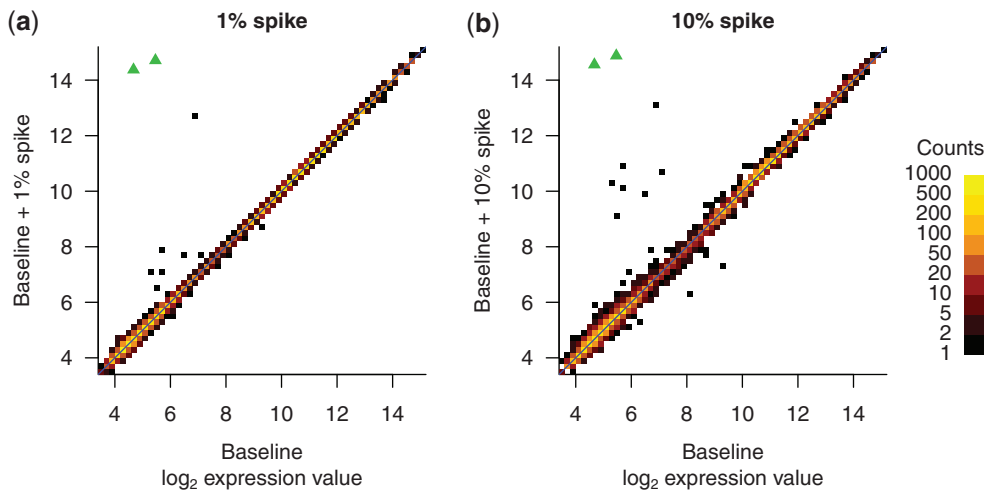 (a)
1% spike
Baseline + 1% spike
14
12
10
8
6
4
4 6 8 10 12 14
Baseline
log₂ expression value
(b)
10% spike
Baseline + 10% spike
14
12
10
8
6
4
4 6 8 10 12 14
Baseline
log₂ expression value
Counts
1000
500
200
100
50
20
10
5
2
1